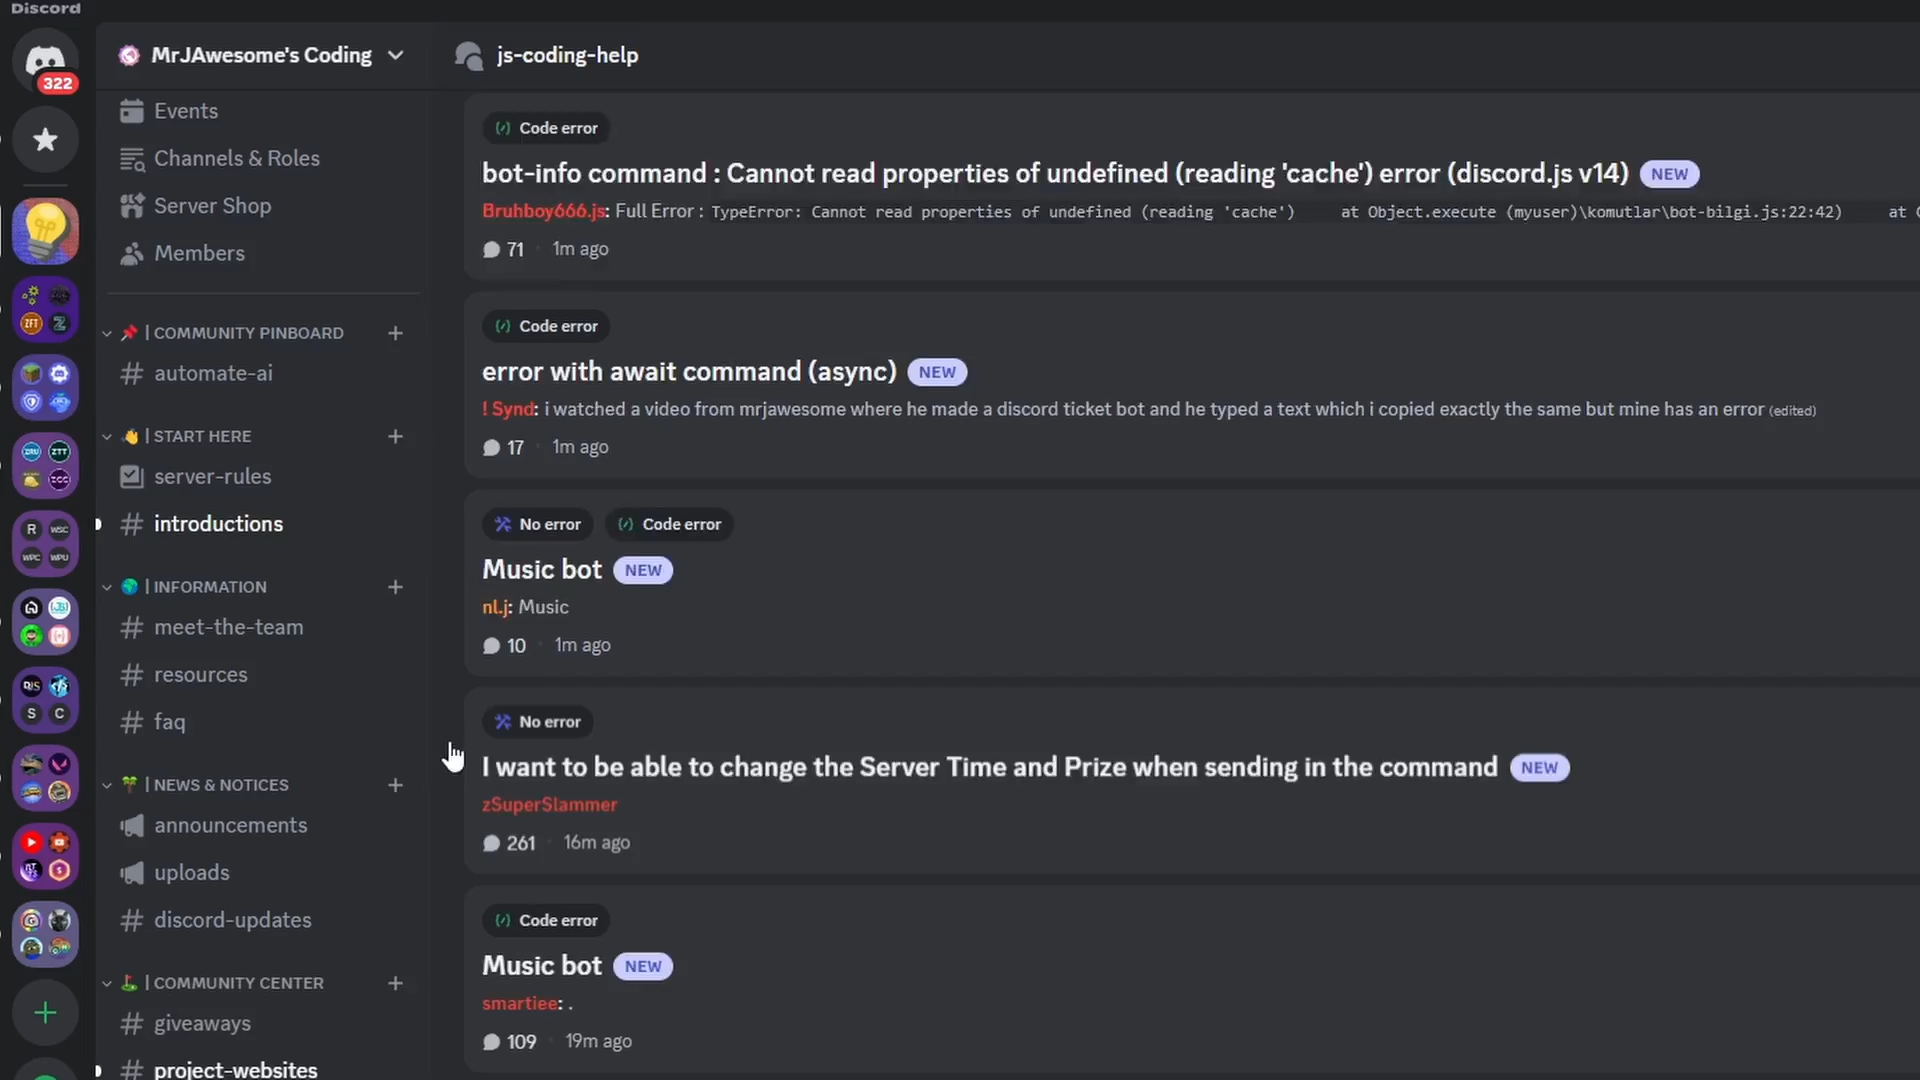 Discord
322
MrJAwesome's Coding
Events
Channels & Roles
Server Shop
Members
| COMMUNITY PINBOARD
automate-ai
| START HERE
server-rules
introductions
| INFORMATION
meet-the-team
resources
faq
| NEWS & NOTICES
announcements
uploads
discord-updates
| COMMUNITY CENTER
giveaways
project-websites
ZFT
Z
ZRU ZTT
ZCC
R WSC
WPC WPU
DJS
S C
js-coding-help
Code error
bot-info command : Cannot read properties of undefined (reading 'cache') error (discord.js v14) NEW
Bruhboy666.js: Full Error : TypeError: Cannot read properties of undefined (reading 'cache') at Object.execute (myuser)\komutlar\bot-bilgi.js:22:42) at
71 · 1m ago
Code error
error with await command (async) NEW
! Synd: i watched a video from mrjawesome where he made a discord ticket bot and he typed a text which i copied exactly the same but mine has an error (edited)
17 · 1m ago
No error Code error
Music bot NEW
nl.j: Music
10 · 1m ago
No error
I want to be able to change the Server Time and Prize when sending in the command NEW
zSuperSlammer
261 · 16m ago
Code error
Music bot NEW
smartiee: .
109 · 19m ago